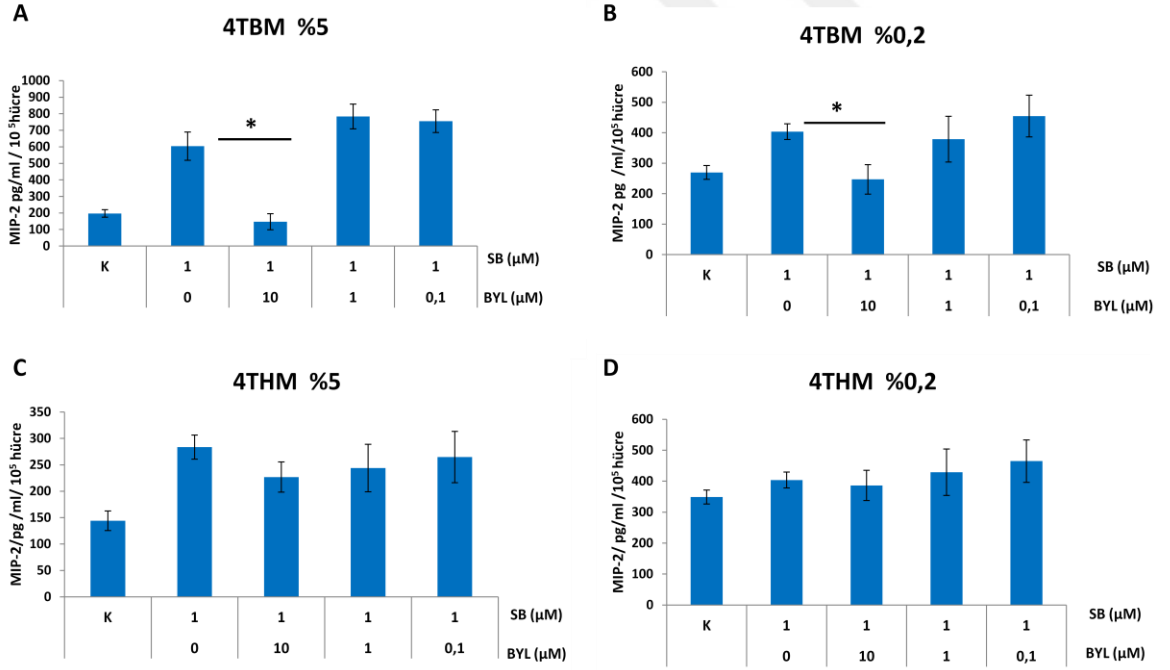 A
4TBM %5
MIP-2 pg/ml / 10 ⁵hücre
1000
900
800
700
600
500
400
300
200
100
0
*
K 1 1 1 1 SB (μM)
0 10 1 0,1 BYL (μM)
B
4TBM %0,2
MIP-2 pg /ml/10⁵ hücre
600
500
400
300
200
100
0
*
K 1 1 1 1 SB (μM)
0 10 1 0,1 BYL (μM)
C
4THM %5
MIP-2/pg/ml/ 10⁵ hücre
350
300
250
200
150
100
50
0
K 1 1 1 1 SB (μM)
0 10 1 0,1 BYL (μM)
D
4THM %0,2
MIP-2/ pg/ml /10⁵ hücre
600
500
400
300
200
100
0
K 1 1 1 1 SB (μM)
0 10 1 0,1 BYL (μM)